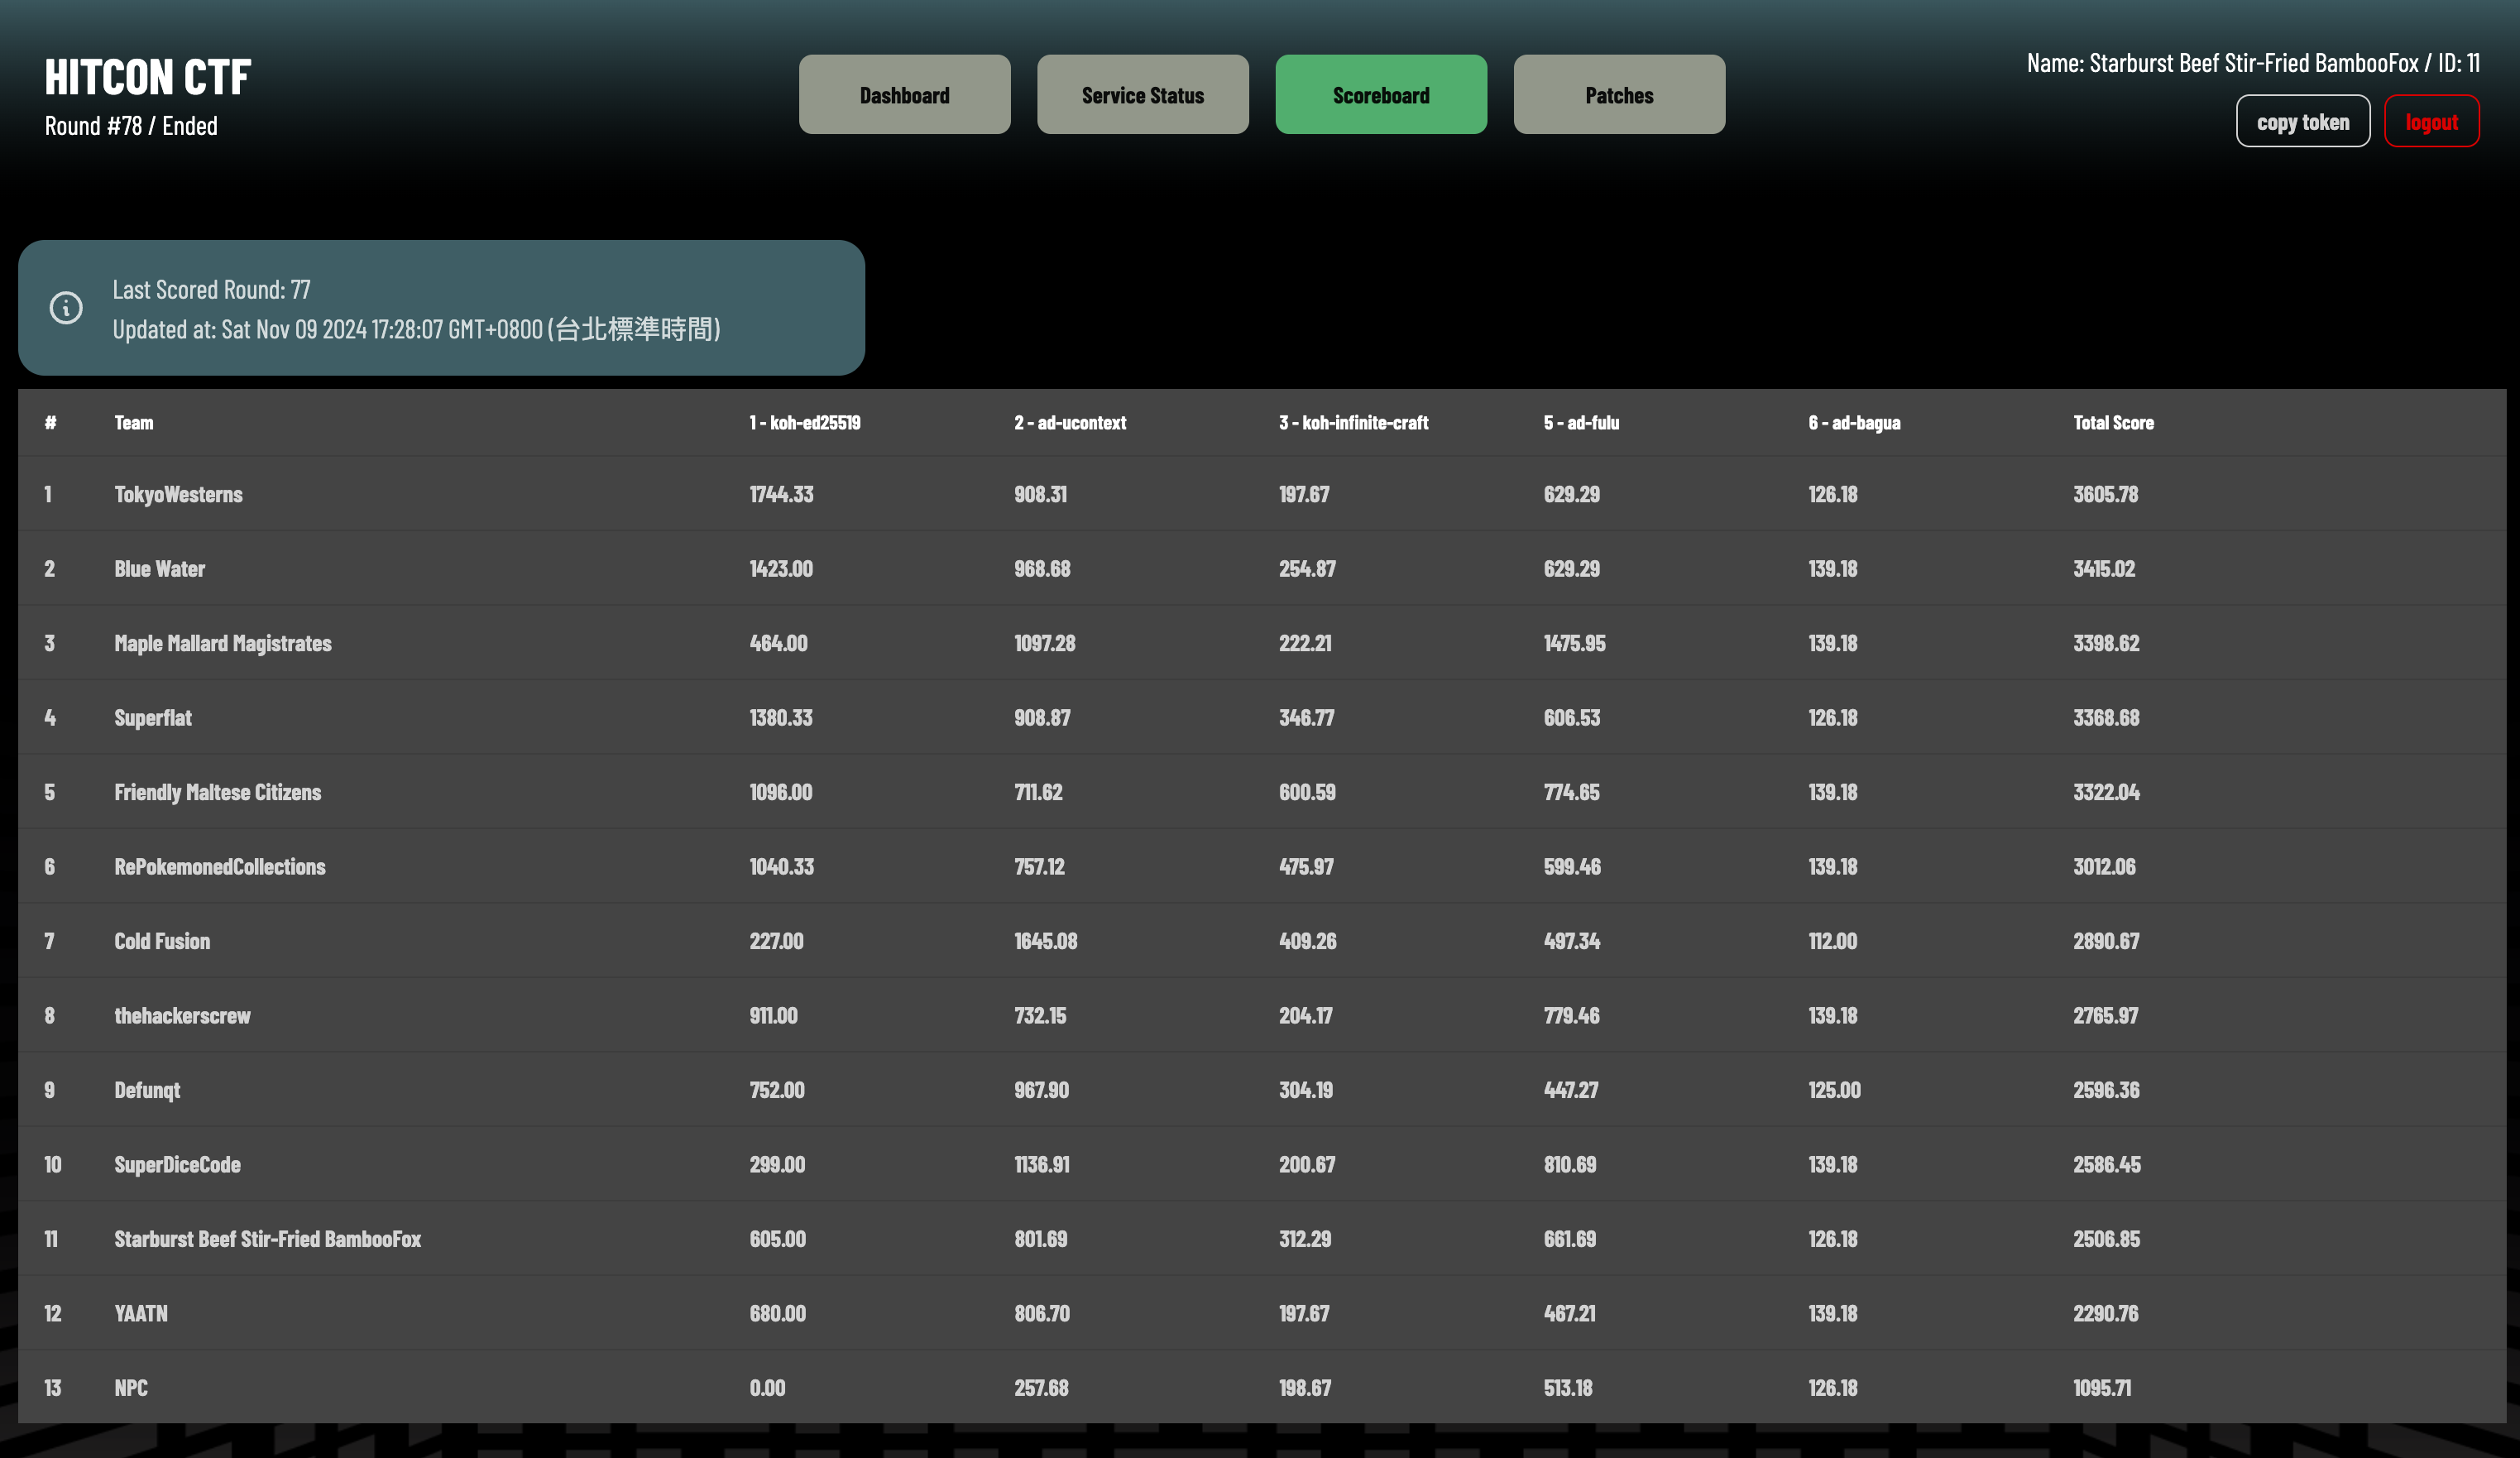 HITCON CTF
Round #78 / Ended
Dashboard
Service Status
Scoreboard
Patches
Name: Starburst Beef Stir-Fried BambooFox / ID: 11
copy token
logout
Last Scored Round: 77
Updated at: Sat Nov 09 2024 17:28:07 GMT+0800 (台北標準時間)
# Team 1 - koh-ed25519 2 - ad-ucontext 3 - koh-infinite-craft 5 - ad-fulu 6 - ad-bagua Total Score
1 TokyoWesterns 1744.33 908.31 197.67 629.29 126.18 3605.78
2 Blue Water 1423.00 968.68 254.87 629.29 139.18 3415.02
3 Maple Mallard Magistrates 464.00 1097.28 222.21 1475.95 139.18 3398.62
4 Superflat 1380.33 908.87 346.77 606.53 126.18 3368.68
5 Friendly Maltese Citizens 1096.00 711.62 600.59 774.65 139.18 3322.04
6 RePokemonedCollections 1040.33 757.12 475.97 599.46 139.18 3012.06
7 Cold Fusion 227.00 1645.08 409.26 497.34 112.00 2890.67
8 thehackerscrew 911.00 732.15 204.17 779.46 139.18 2765.97
9 Defunqt 752.00 967.90 304.19 447.27 125.00 2596.36
10 SuperDiceCode 299.00 1136.91 200.67 810.69 139.18 2586.45
11 Starburst Beef Stir-Fried BambooFox 605.00 801.69 312.29 661.69 126.18 2506.85
12 YAATN 680.00 806.70 197.67 467.21 139.18 2290.76
13 NPC 0.00 257.68 198.67 513.18 126.18 1095.71